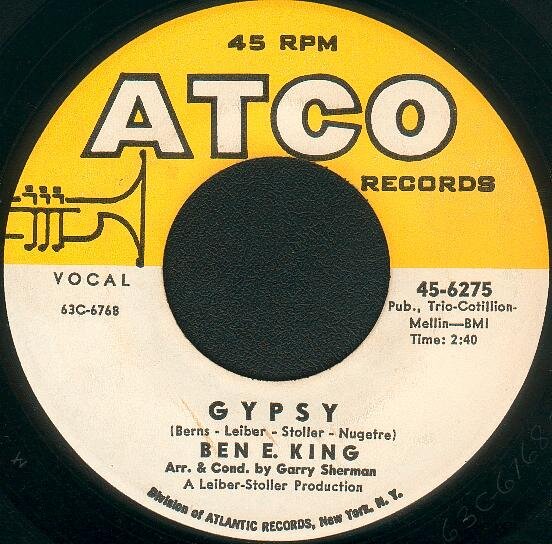 45 RPM
ATCO
RECORDS
VOCAL
63C-6768
45-6275
Pub., Trio-Cotillion-
Mellin—BMI
Time: 2:40
GYPSY
(Berns - Leiber - Stoller - Nugetre)
BEN E. KING
Arr. & Cond. by Garry Sherman
A Leiber-Stoller Production
Division of ATLANTIC RECORDS, New York, N. Y.
63C-6768